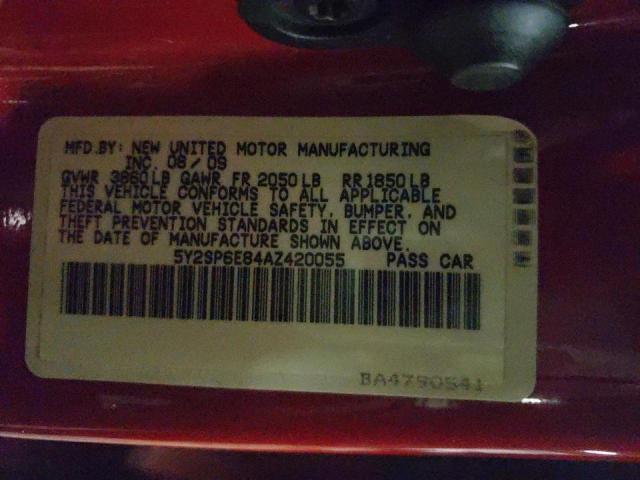 MFD.BY: NEW UNITED MOTOR MANUFACTURING
INC. 08/09
GVWR 3860LB GAWR FR 2050LB RR1850LB
THIS VEHICLE CONFORMS TO ALL APPLICABLE
FEDERAL MOTOR VEHICLE SAFETY, BUMPER, AND
THEFT PREVENTION STANDARDS IN EFFECT ON
THE DATE OF MANUFACTURE SHOWN ABOVE.
5Y2SP6E84AZ420055 PASS CAR
BA4790541